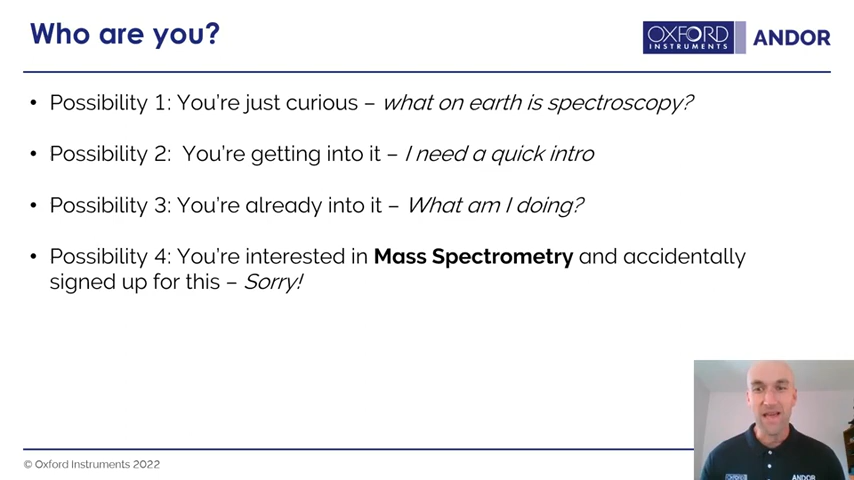 Who are you?
OXFORD
INSTRUMENTS
ANDOR
• Possibility 1: You're just curious – what on earth is spectroscopy?
• Possibility 2:  You're getting into it – I need a quick intro
• Possibility 3: You're already into it – What am I doing?
• Possibility 4: You're interested in Mass Spectrometry and accidentally
signed up for this – Sorry!
© Oxford Instruments 2022
ANDOR